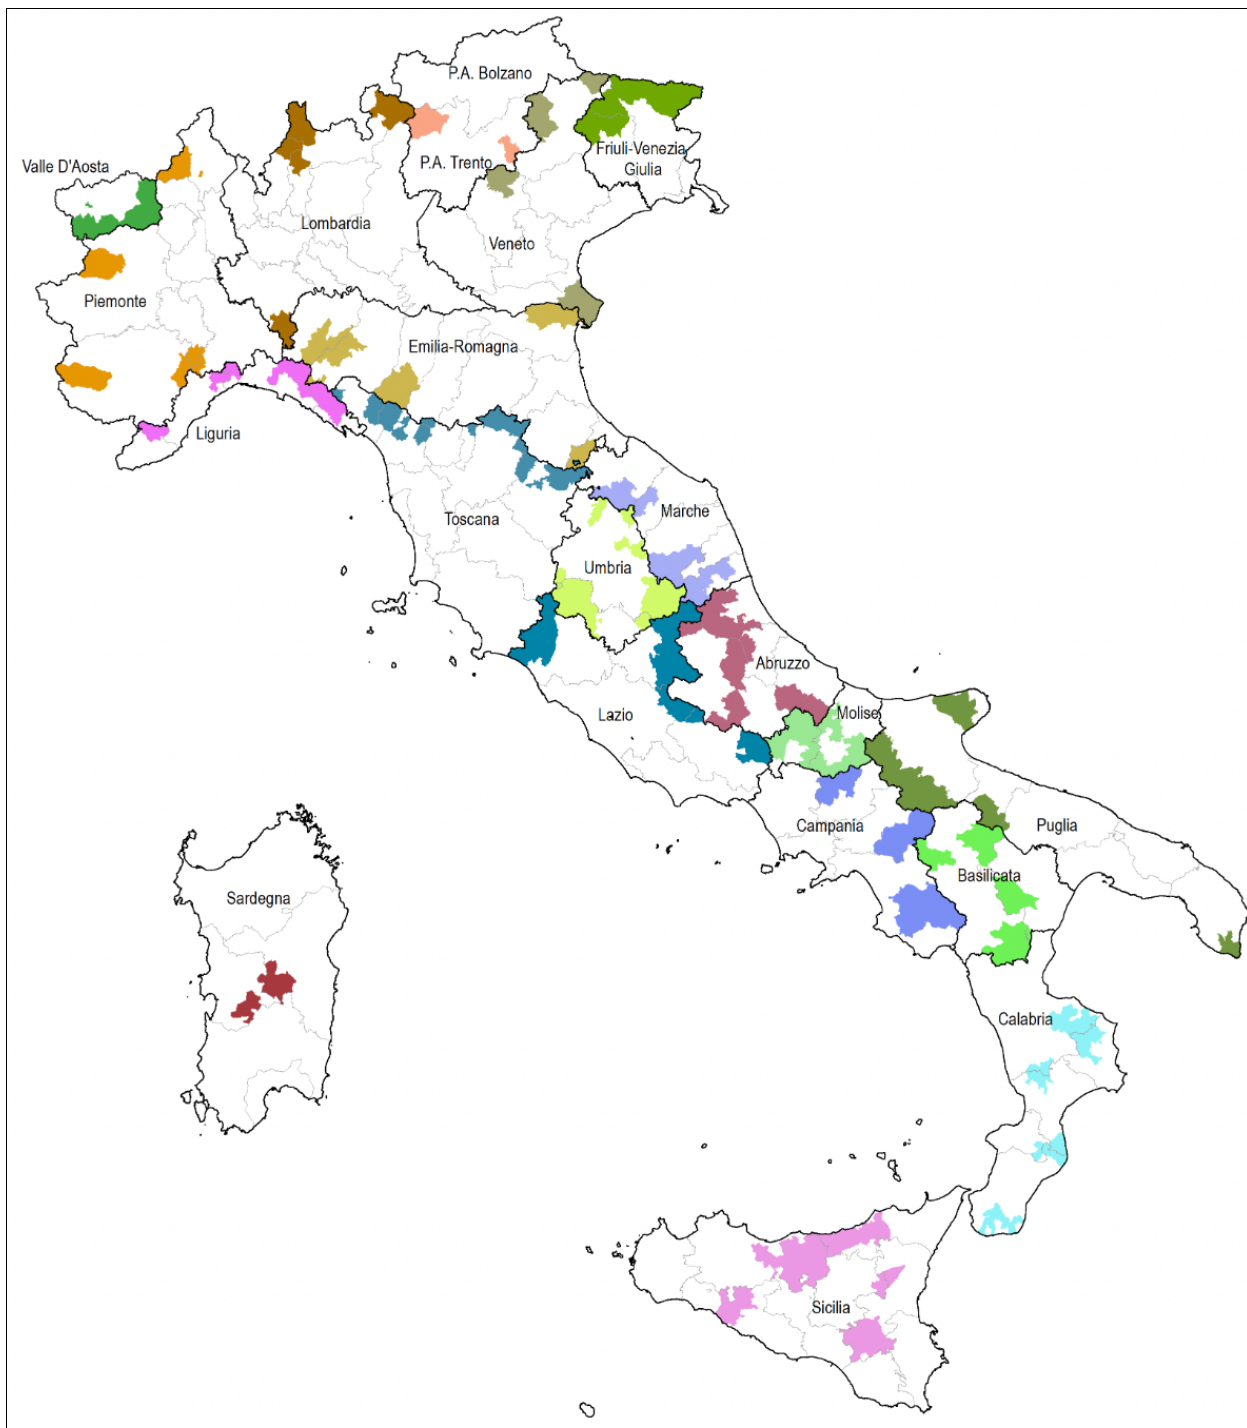 P.A. Bolzano
Valle D'Aosta
P.A. Trento
Friuli-Venezia
Giulia
Lombardia
Veneto
Piemonte
Emilia-Romagna
Liguria
Toscana
Marche
Umbria
Abruzzo
Lazio
Molise
Campania
Puglia
Basilicata
Sardegna
Calabria
Sicilia